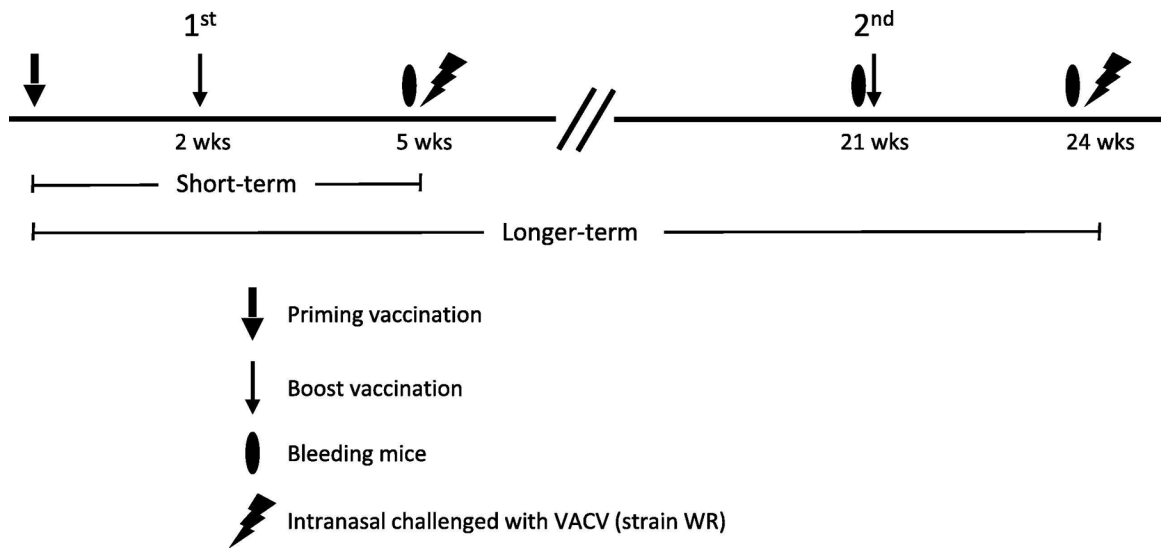 1st
2nd
2 wks
5 wks
21 wks
24 wks
Short-term
Longer-term
Priming vaccination
Boost vaccination
Bleeding mice
Intranasal challenged with VACV (strain WR)